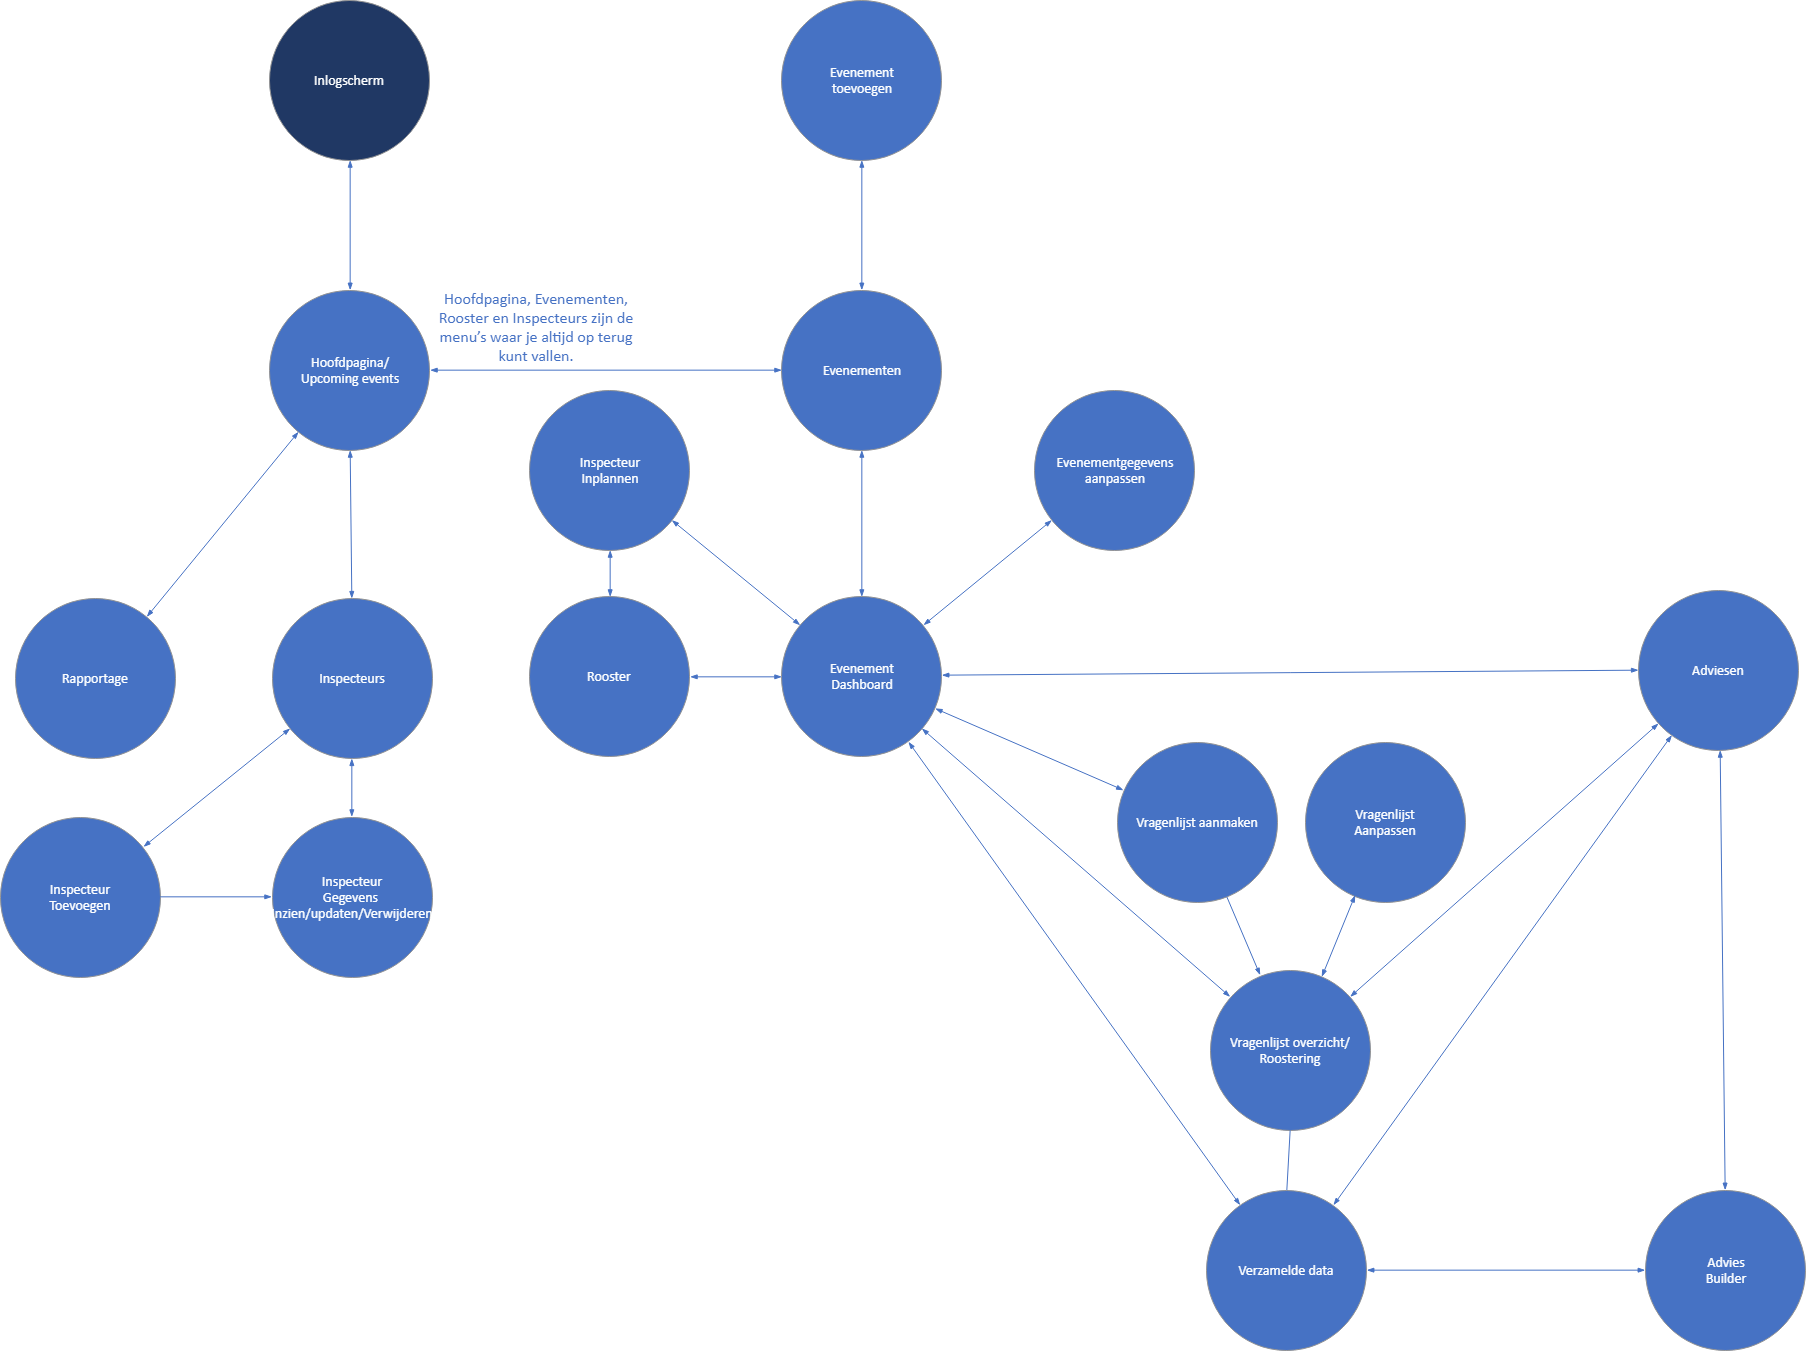 Inlogscherm
Evenement
toevoegen
Hoofdpagina, Evenementen,
Rooster en Inspecteurs zijn de
menu’s waar je altijd op terug
kunt vallen.
Hoofdpagina/
Upcoming events
Evenementen
Inspecteur
Inplannen
Evenementgegevens
aanpassen
Rapportage
Inspecteurs
Rooster
Evenement
Dashboard
Adviesen
Vragenlijst aanmaken
Vragenlijst
Aanpassen
Inspecteur
Toevoegen
Inspecteur
Gegevens
nzien/updaten/Verwijderen
Vragenlijst overzicht/
Roostering
Verzamelde data
Advies
Builder